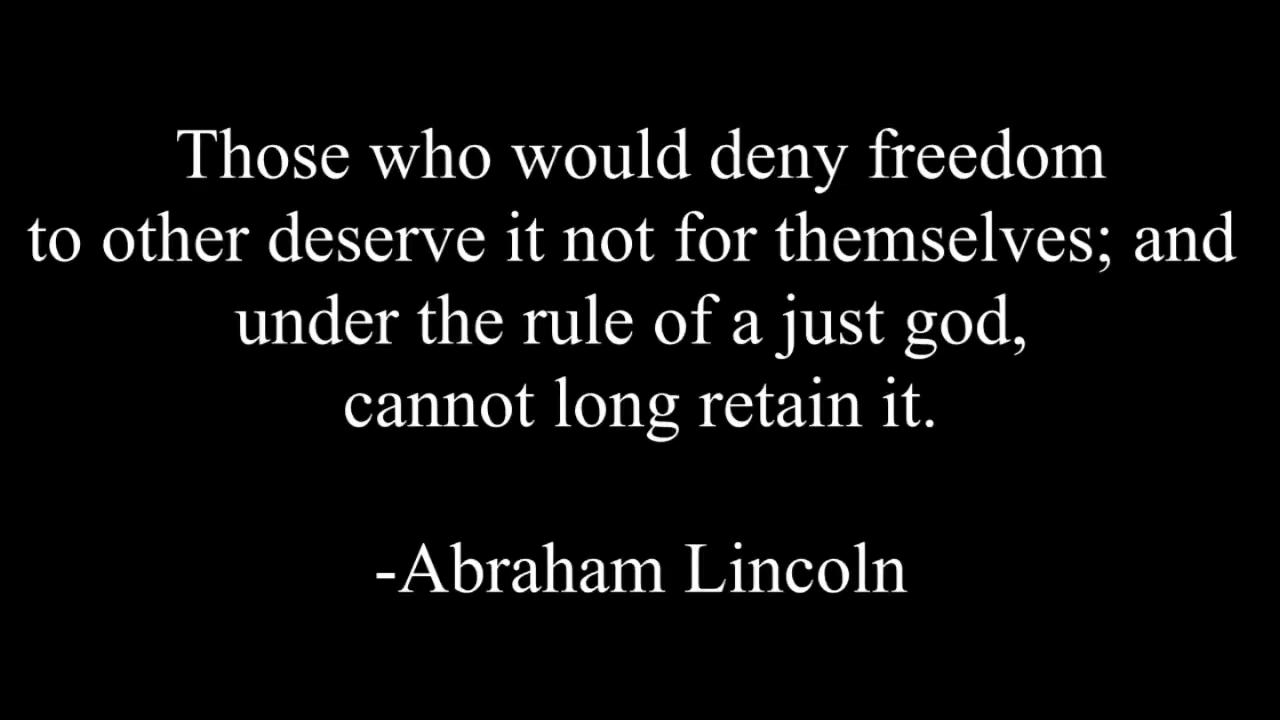 Those who would deny freedom
to other deserve it not for themselves; and
under the rule of a just god,
cannot long retain it.
-Abraham Lincoln